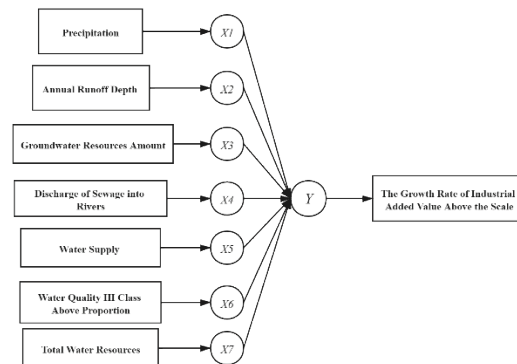 Precipitation
X1
Annual Runoff Depth
X2
Groundwater Resources Amount
X3
Discharge of Sewage into
Rivers
X4
Y
The Growth Rate of Industrial
Added Value Above the Scale
Water Supply
X5
Water Quality III Class
Above Proportion
X6
Total Water Resources
X7